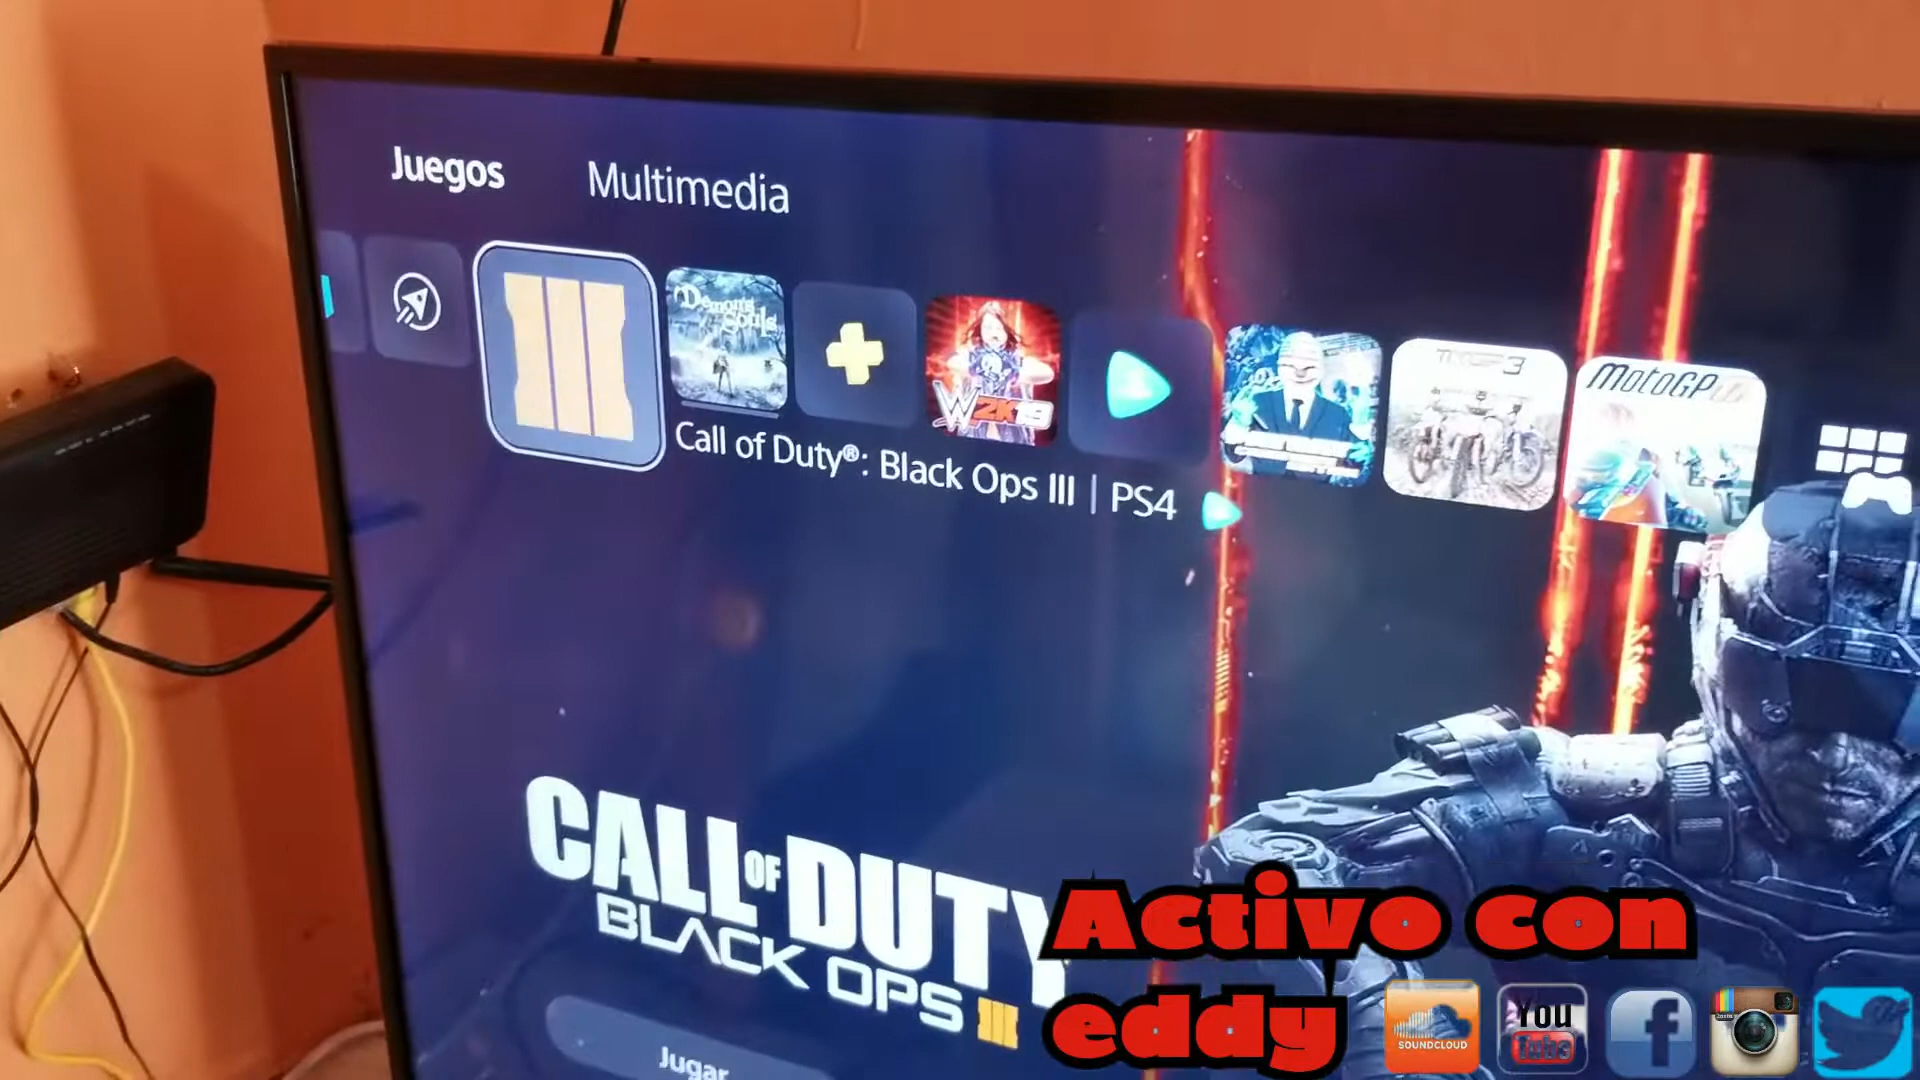 Juegos Multimedia
Demon's Souls
W2K19
MotoGP
Call of Duty®: Black Ops III | PS4
CALL OF DUTY
BLACK OPS III
Jugar
Activo con
eddy
SOUNDCLOUD
You
Tube
f